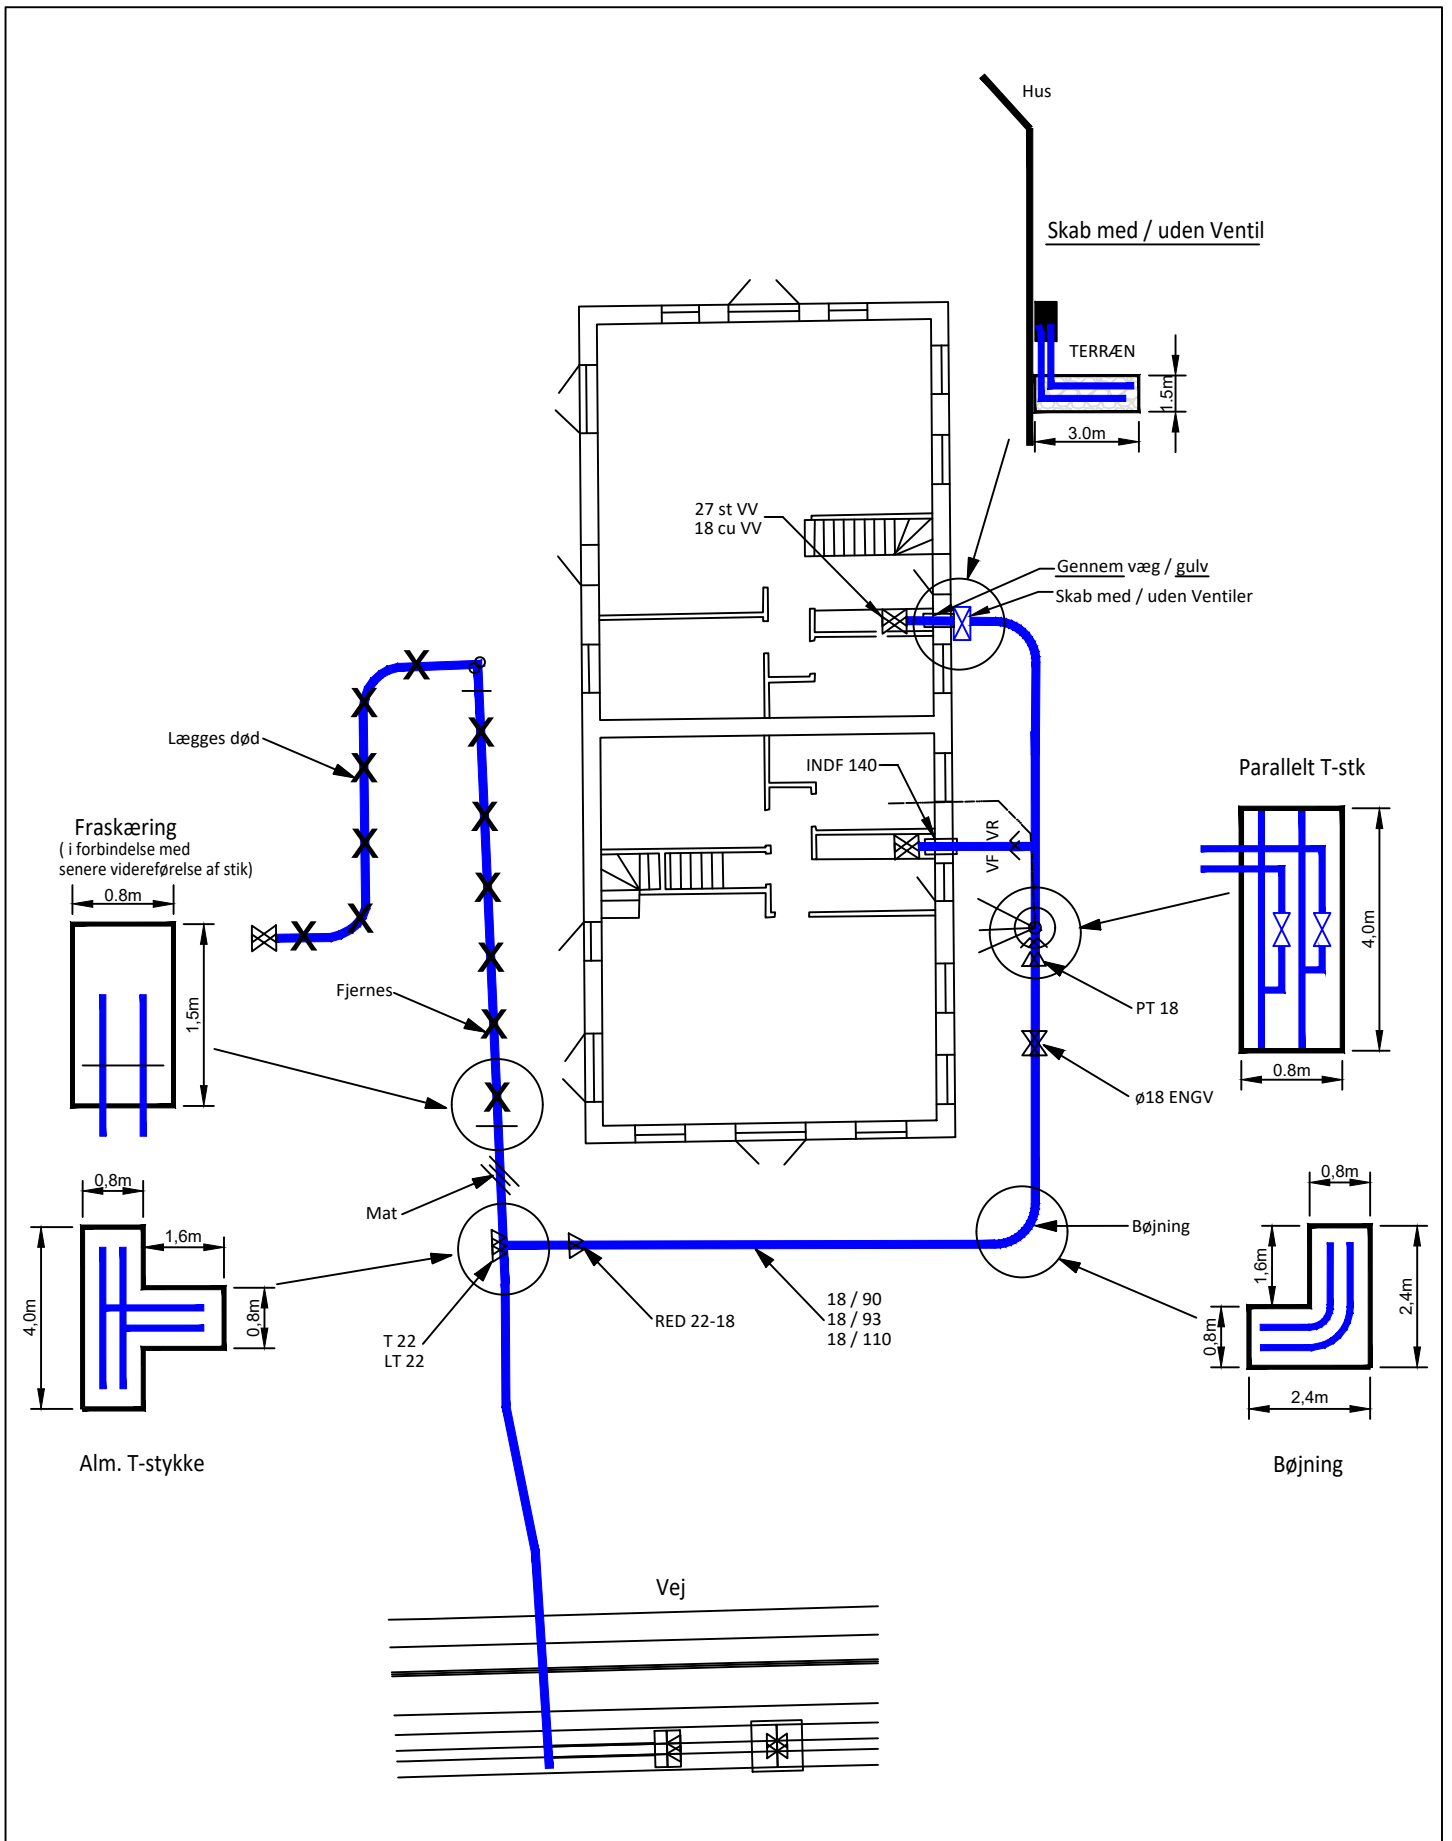 Hus
Skab med / uden Ventil
TERRÆN
1.5m
3.0m
27 st VV
18 cu VV
Gennem væg / gulv
Skab med / uden Ventiler
Lægges død
INDF 140
VF VR
Parallelt T-stk
4,0m
0.8m
Fraskæring
( i forbindelse med
senere videreførelse af stik)
0.8m
1,5m
Fjernes
PT 18
ø18 ENGV
Mat
0,8m
1,6m
4,0m
0,8m
Alm. T-stykke
T 22
LT 22
RED 22-18
18 / 90
18 / 93
18 / 110
Bøjning
0,8m
1,6m
2,4m
0,8m
2,4m
Bøjning
Vej